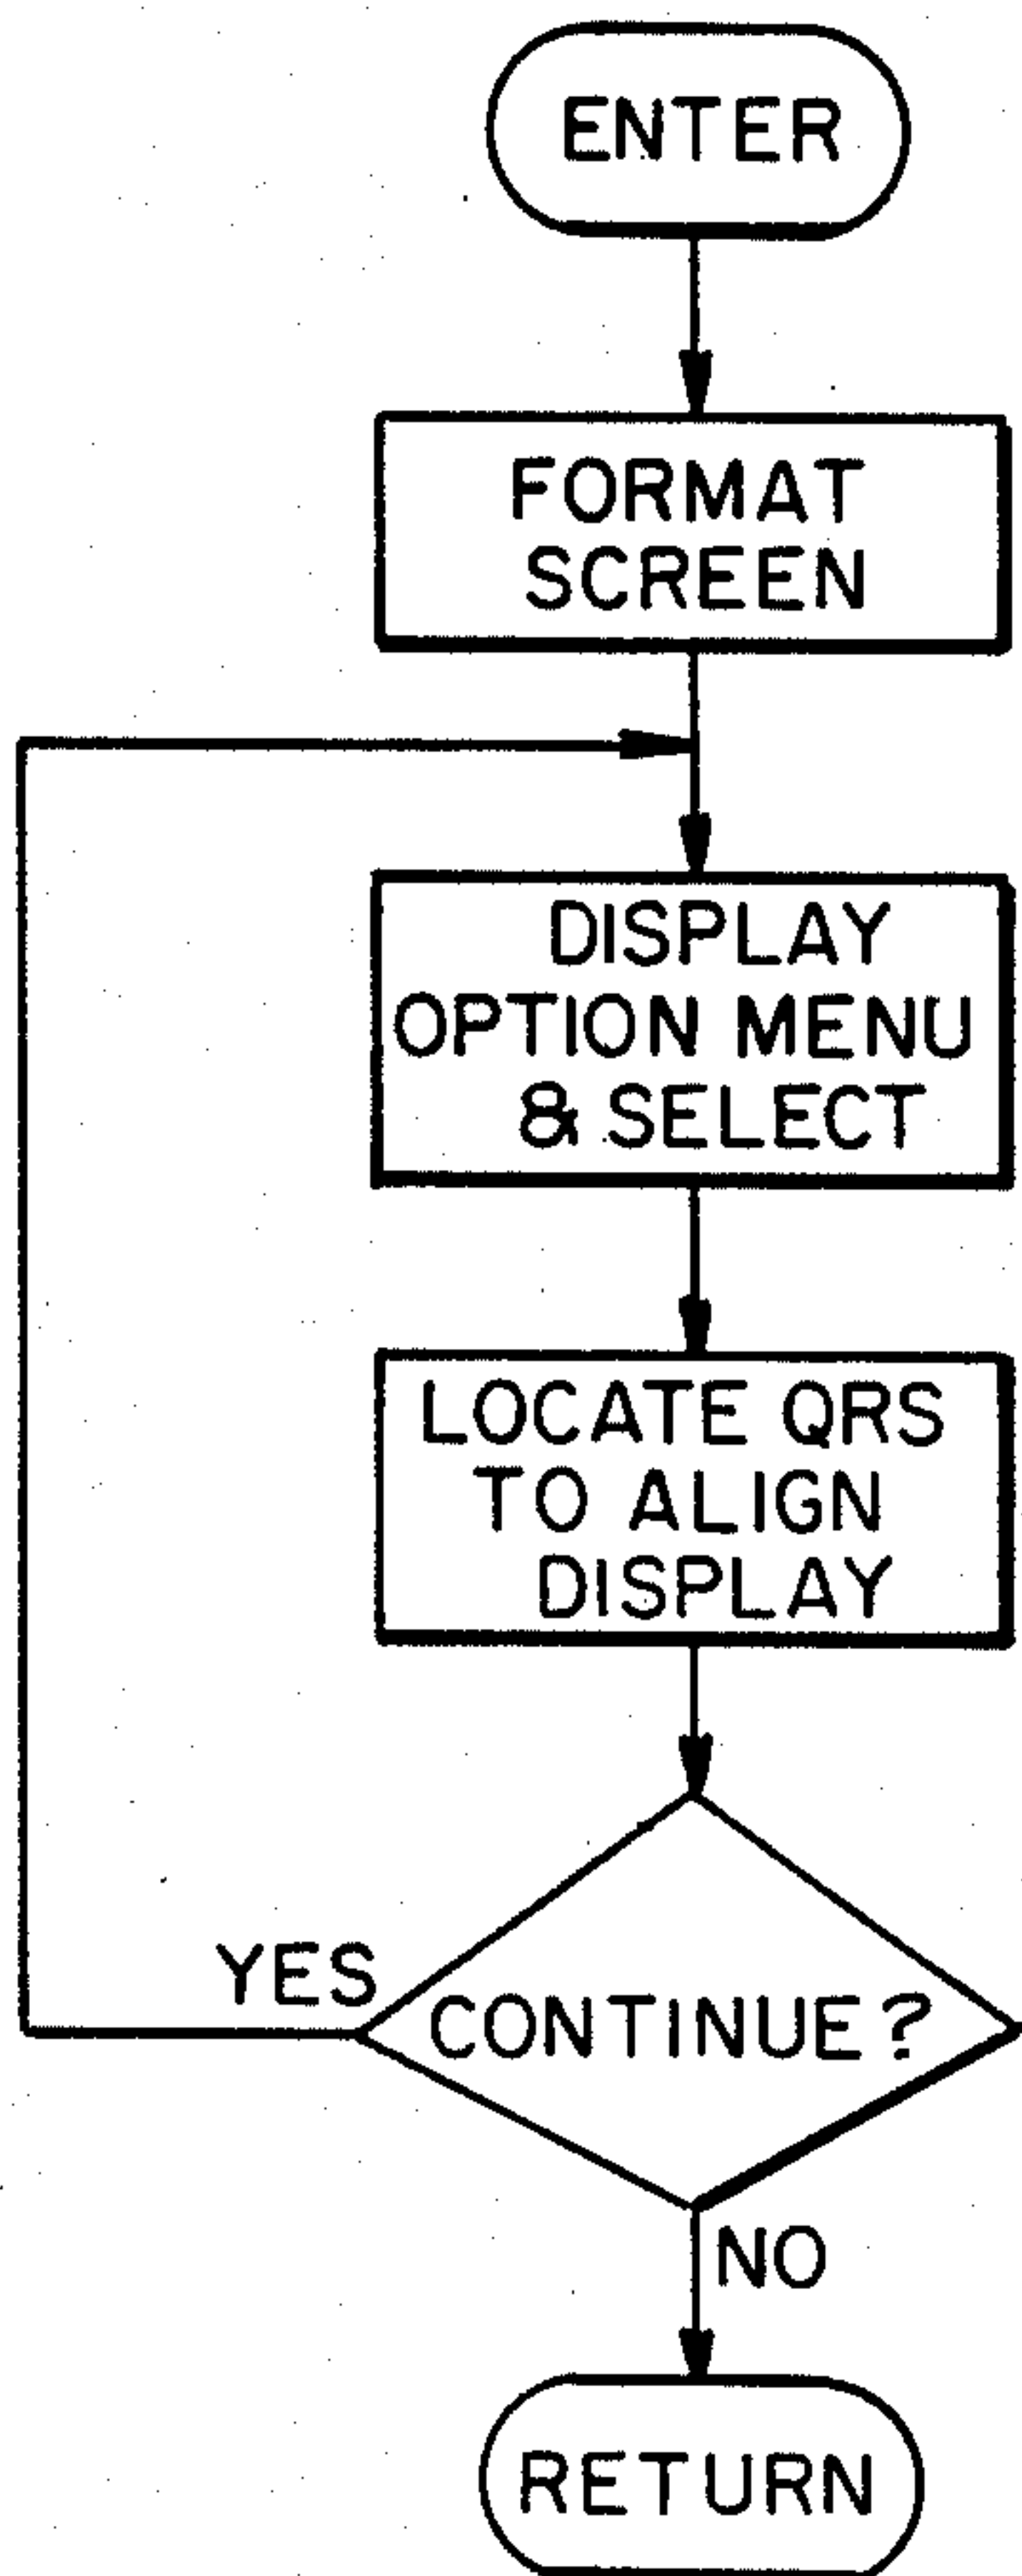 ENTER
FORMAT
SCREEN
DISPLAY
OPTION MENU
& SELECT
LOCATE QRS
TO ALIGN
DISPLAY
YES
CONTINUE?
NO
RETURN